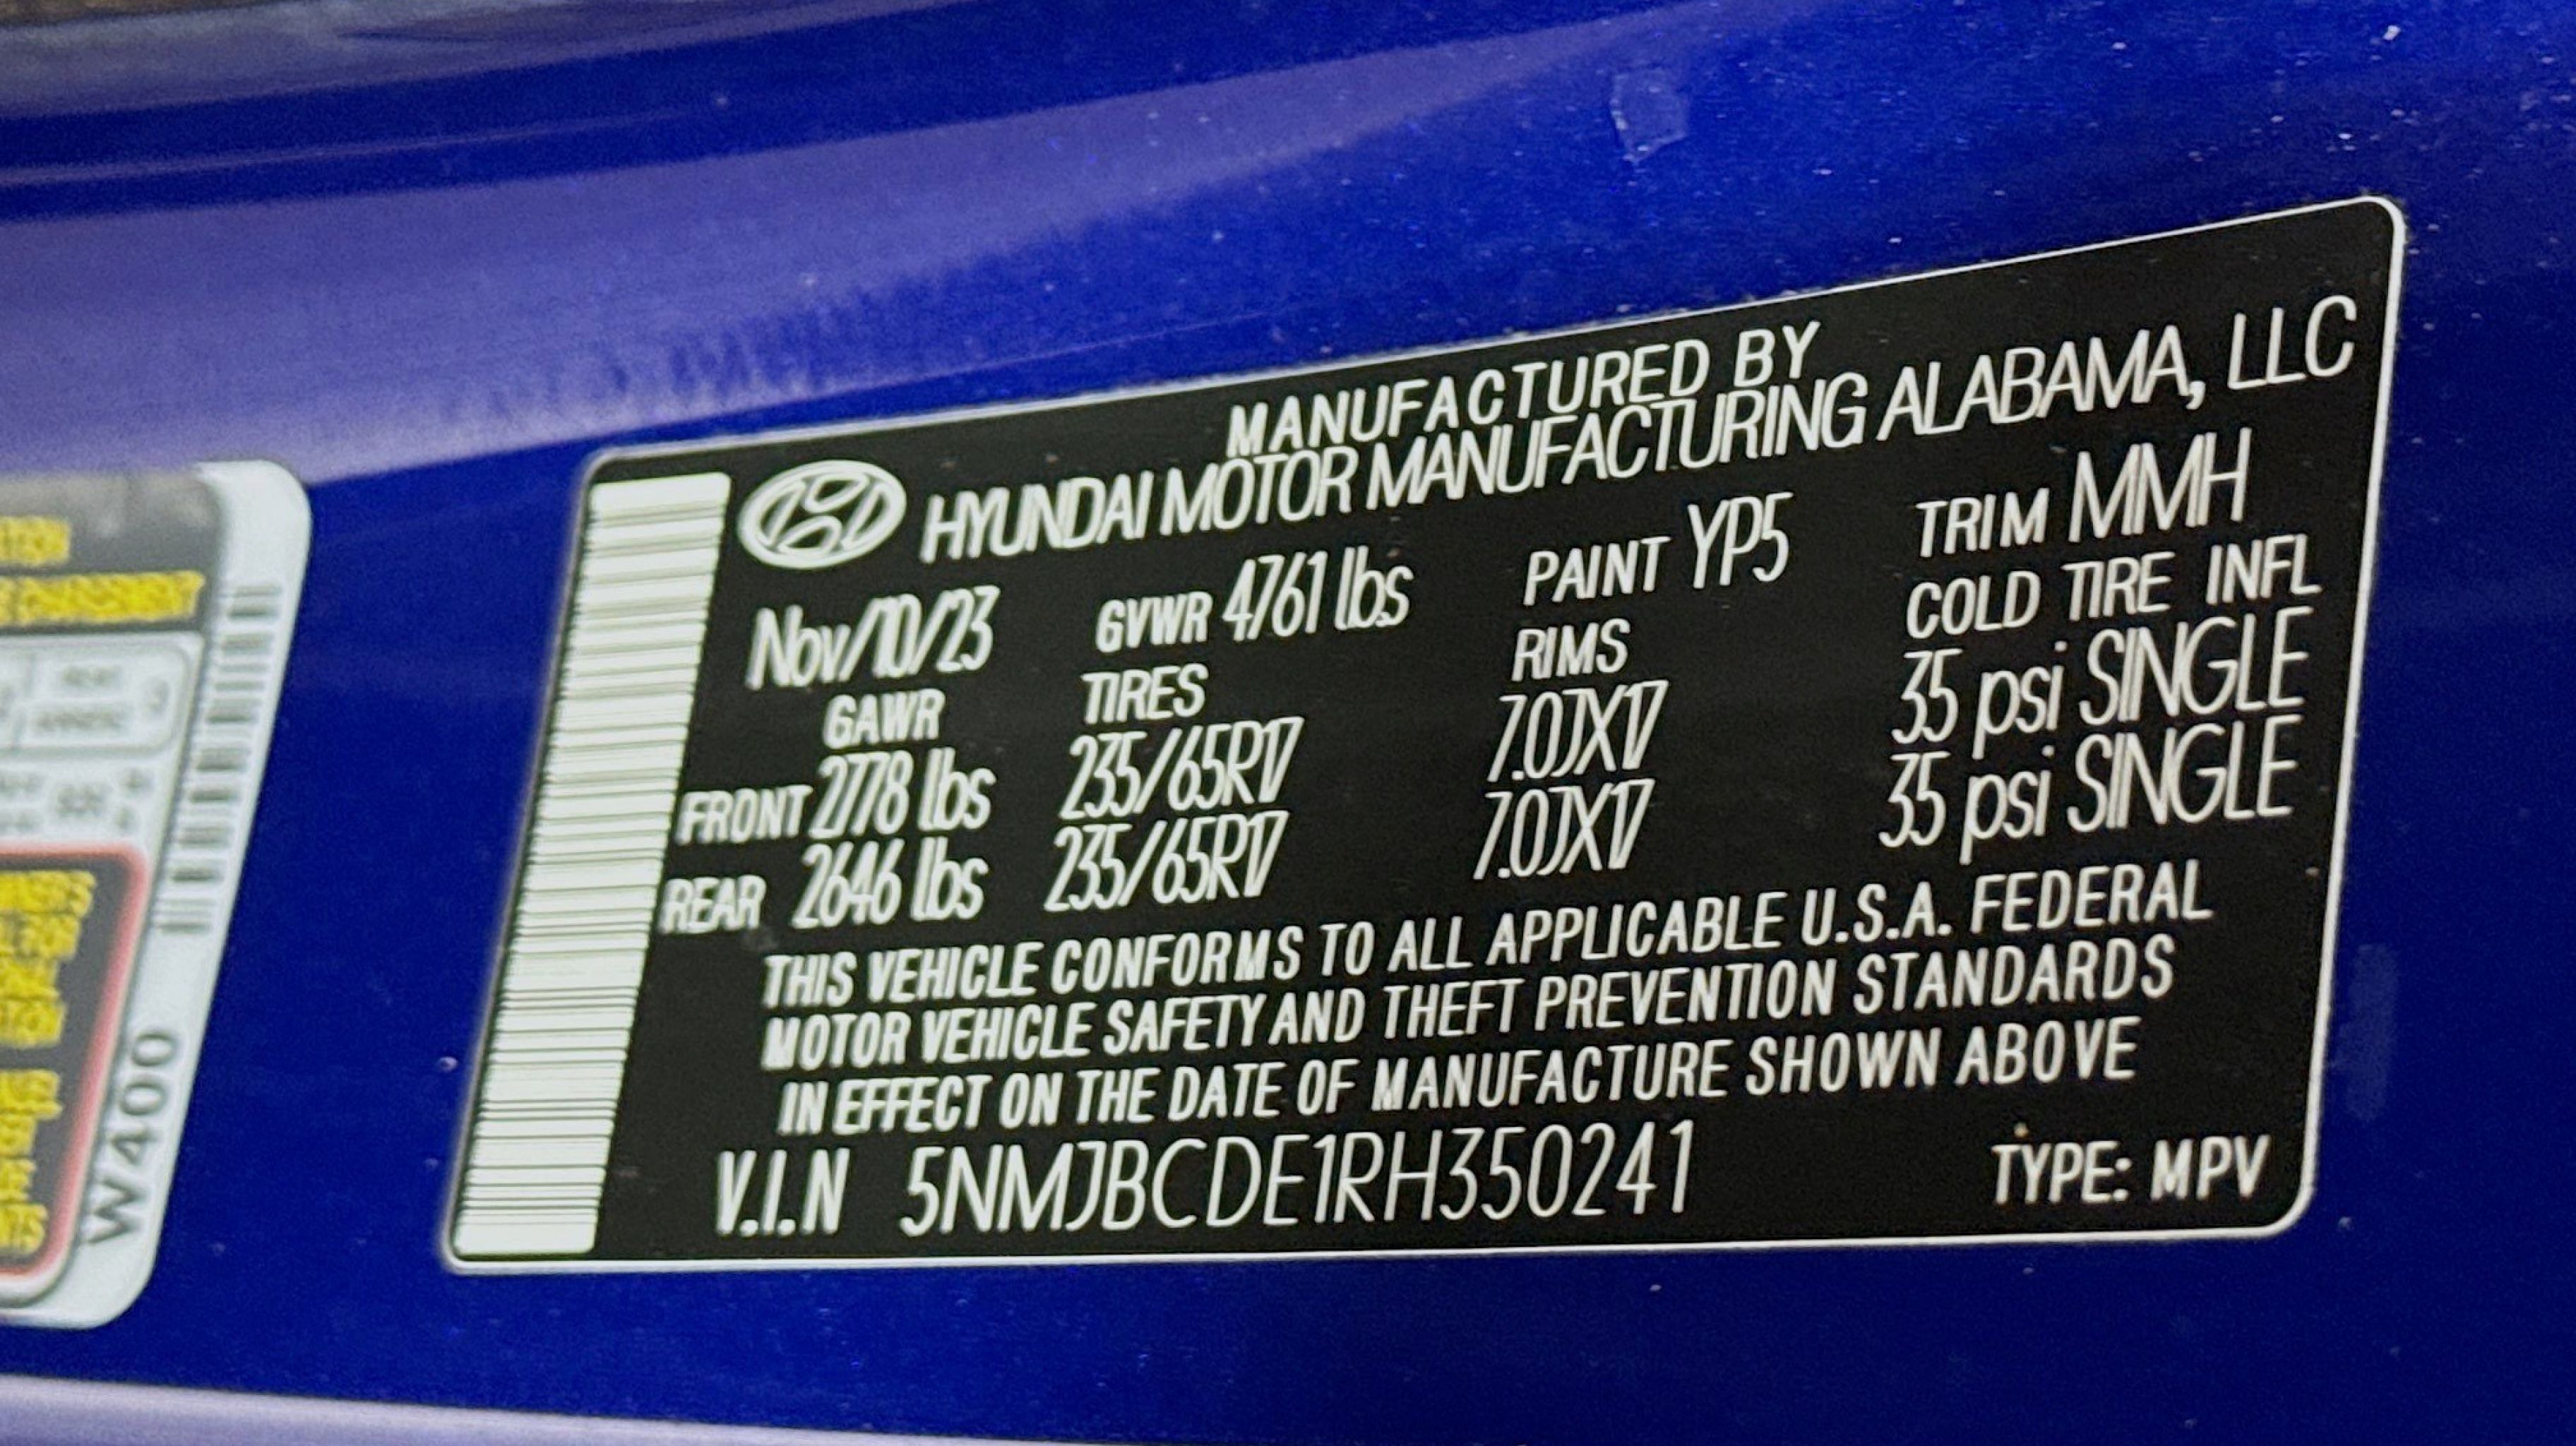 MANUFACTURED BY
HYUNDAI MOTOR MANUFACTURING ALABAMA, LLC
Nov/10/23 GVWR 4761 lbs PAINT YP5 TRIM MMH
GAWR TIRES RIMS COLD TIRE INFL
FRONT 2778 lbs 235/65R17 7.0JX17 35 psi SINGLE
REAR 2646 lbs 235/65R17 7.0JX17 35 psi SINGLE
THIS VEHICLE CONFORMS TO ALL APPLICABLE U.S.A. FEDERAL
MOTOR VEHICLE SAFETY AND THEFT PREVENTION STANDARDS
IN EFFECT ON THE DATE OF MANUFACTURE SHOWN ABOVE
V.I.N 5NMJBCDE1RH350241 TYPE: MPV
W400